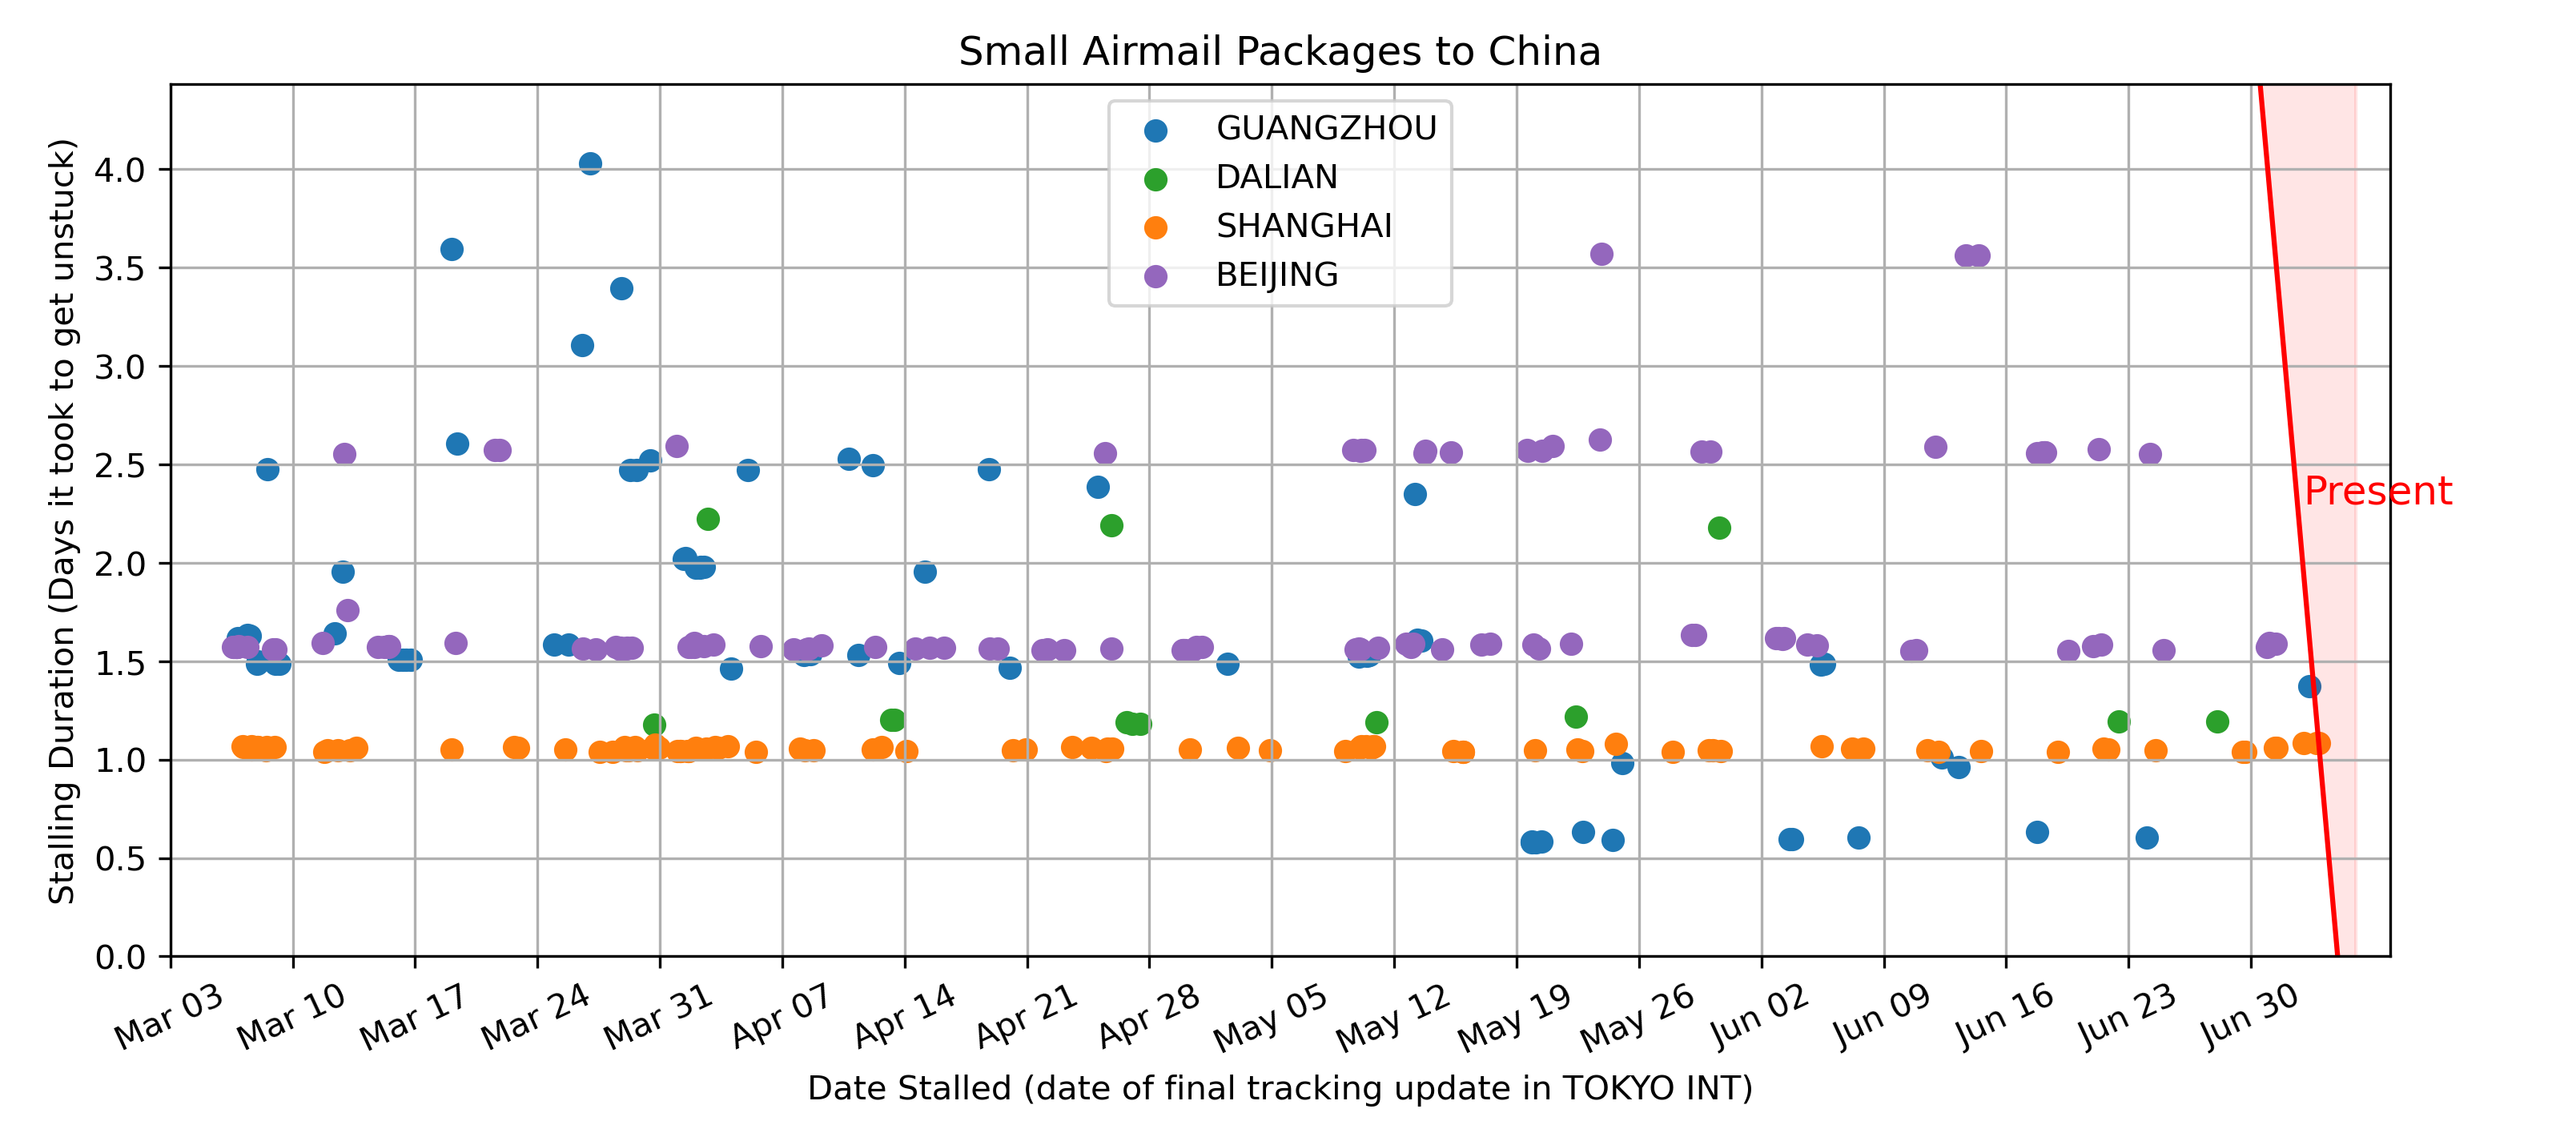 Small Airmail Packages to China
GUANGZHOU
DALIAN
SHANGHAI
BEIJING
Stalling Duration (Days it took to get unstuck)
4.0
3.5
3.0
2.5
2.0
1.5
1.0
0.5
0.0
Present
Mar 03
Mar 10
Mar 17
Mar 24
Mar 31
Apr 07
Apr 14
Apr 21
Apr 28
May 05
May 12
May 19
May 26
Jun 02
Jun 09
Jun 16
Jun 23
Jun 30
Date Stalled (date of final tracking update in TOKYO INT)